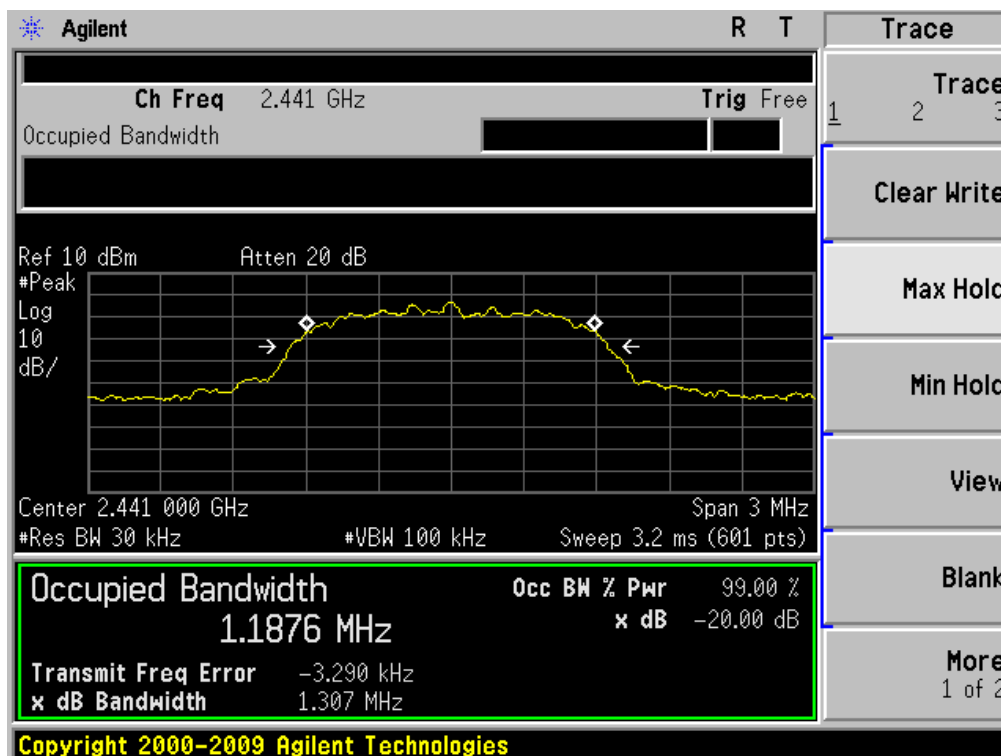 Agilent R T Trace
Ch Freq 2.441 GHz Trig Free
Occupied Bandwidth
Trace
1 2 3
Clear Write
Max Hold
Min Hold
View
Blank
More
1 of 2
Ref 10 dBm Atten 20 dB
#Peak
Log
10
dB/
Center 2.441 000 GHz Span 3 MHz
#Res BW 30 kHz #VBW 100 kHz Sweep 3.2 ms (601 pts)
Occupied Bandwidth Occ BW % Pwr 99.00 %
1.1876 MHz x dB -20.00 dB
Transmit Freq Error -3.290 kHz
x dB Bandwidth 1.307 MHz
Copyright 2000-2009 Agilent Technologies